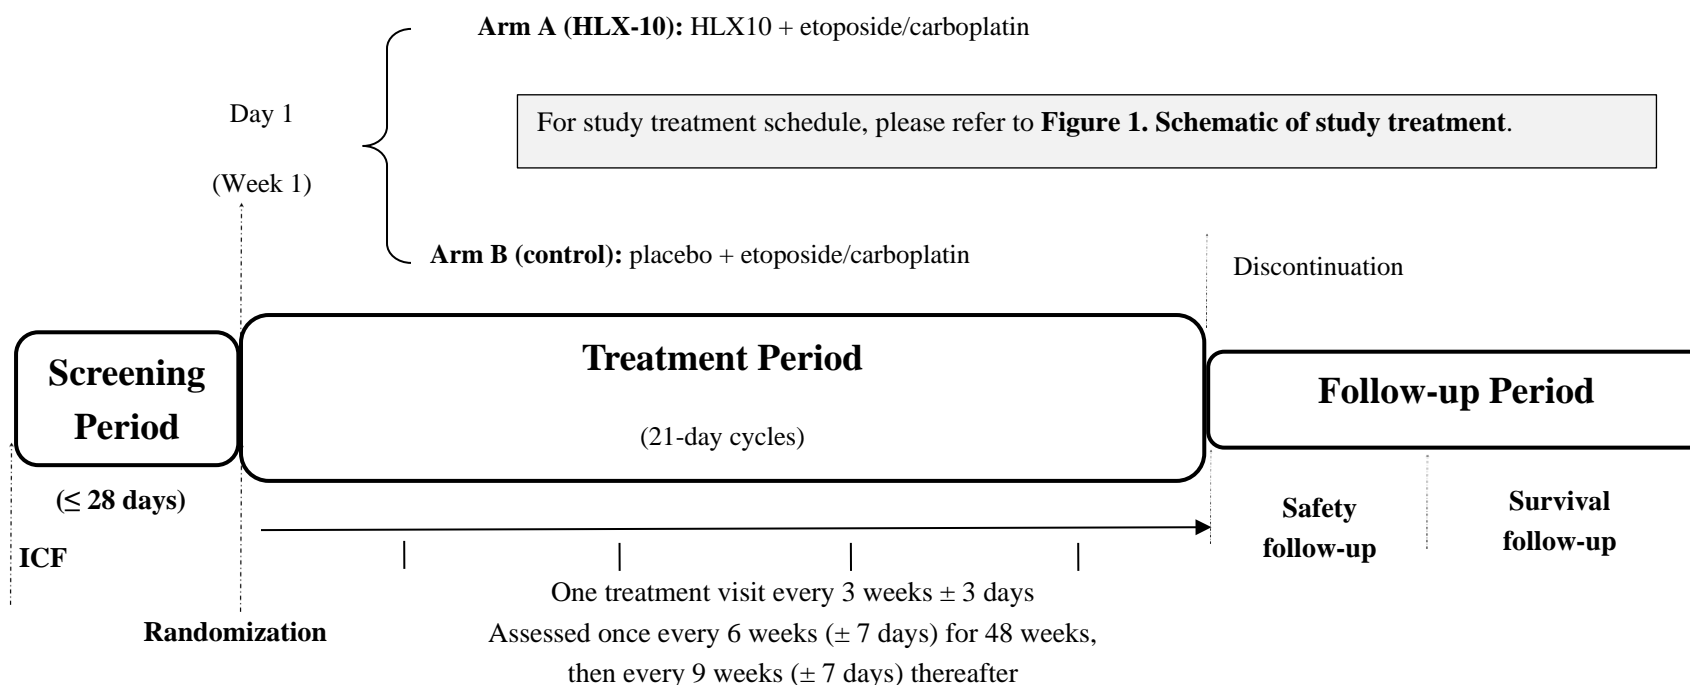 Arm A (HLX-10): HLX10 + etoposide/carboplatin
Day 1
(Week 1)
For study treatment schedule, please refer to Figure 1. Schematic of study treatment.
Arm B (control): placebo + etoposide/carboplatin
Discontinuation
Screening
Period
Treatment Period
(21-day cycles)
Follow-up Period
(≤ 28 days)
Safety
follow-up
Survival
follow-up
ICF
Randomization
One treatment visit every 3 weeks ± 3 days
Assessed once every 6 weeks (± 7 days) for 48 weeks,
then every 9 weeks (± 7 days) thereafter